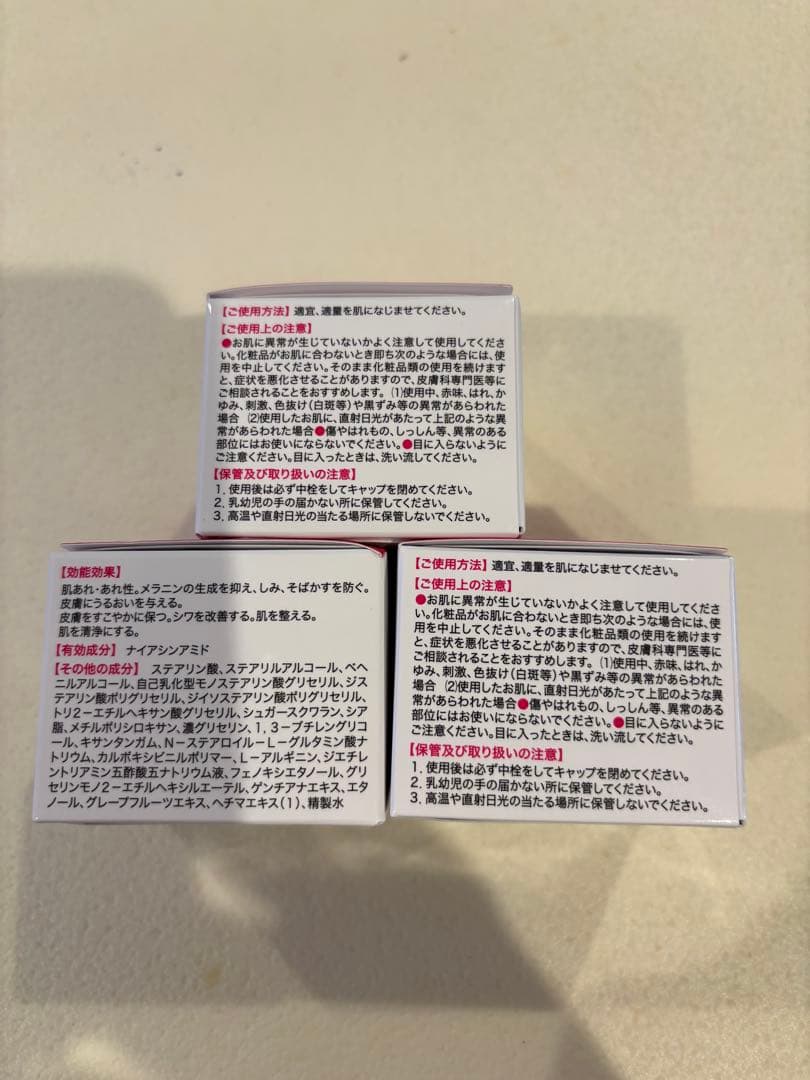 【ご使用方法】適宜、適量を肌になじませてください。
【ご使用上の注意】
●お肌に異常が生じていないかよく注意して使用してくださ
い。化粧品がお肌に合わないとき即ち次のような場合には、使
用を中止してください。そのまま化粧品類の使用を続けます
と、症状を悪化させることがありますので、皮膚科専門医等に
ご相談されることをおすすめします。(1)使用中、赤味、はれ、か
ゆみ、刺激、色抜け(白斑等)や黒ずみ等の異常があらわれた
場合 (2)使用したお肌に、直射日光があたって上記のような異
常があらわれた場合●傷やはれもの、しっしん等、異常のある
部位にはお使いにならないでください。●目に入らないように
ご注意ください。目に入ったときは、洗い流してください。
【保管及び取り扱いの注意】
1. 使用後は必ず中栓をしてキャップを閉めてください。
2. 乳幼児の手の届かない所に保管してください。
3. 高温や直射日光の当たる場所に保管しないでください。
【効能効果】
肌あれ・あれ性。メラニンの生成を抑え、しみ、そばかすを防ぐ。
皮膚にうるおいを与える。
皮膚をすこやかに保つ。シワを改善する。肌を整える。
肌を清浄にする。
【有効成分】ナイアシンアミド
【その他の成分】ステアリン酸、ステアリルアルコール、ベヘ
ニルアルコール、自己乳化型モノステアリン酸グリセリル、ジス
テアリン酸ポリグリセリル、ジイソステアリン酸ポリグリセリル、
トリ2－エチルヘキサン酸グリセリル、シュガースクワラン、シア
脂、メチルポリシロキサン、濃グリセリン、1,3－ブチレングリコ
ール、キサンタンガム、N－ステアロイル－L－グルタミン酸ナ
トリウム、カルボキシビニルポリマー、L－アルギニン、ジエチレ
ントリアミン五酢酸五ナトリウム液、フェノキシエタノール、グリ
セリンモノ2－エチルヘキシルエーテル、ゲンチアナエキス、エタ
ノール、グレープフルーツエキス、ヘチマエキス(1)、精製水
【ご使用方法】適宜、適量を肌になじませてください。
【ご使用上の注意】
●お肌に異常が生じていないかよく注意して使用してくださ
い。化粧品がお肌に合わないとき即ち次のような場合には、使
用を中止してください。そのまま化粧品類の使用を続けます
と、症状を悪化させることがありますので、皮膚科専門医等に
ご相談されることをおすすめします。(1)使用中、赤味、はれ、か
ゆみ、刺激、色抜け(白斑等)や黒ずみ等の異常があらわれた
場合 (2)使用したお肌に、直射日光があたって上記のような異
常があらわれた場合●傷やはれもの、しっしん等、異常のある
部位にはお使いにならないでください。●目に入らないように
ご注意ください。目に入ったときは、洗い流してください。
【保管及び取り扱いの注意】
1. 使用後は必ず中栓をしてキャップを閉めてください。
2. 乳幼児の手の届かない所に保管してください。
3. 高温や直射日光の当たる場所に保管しないでください。